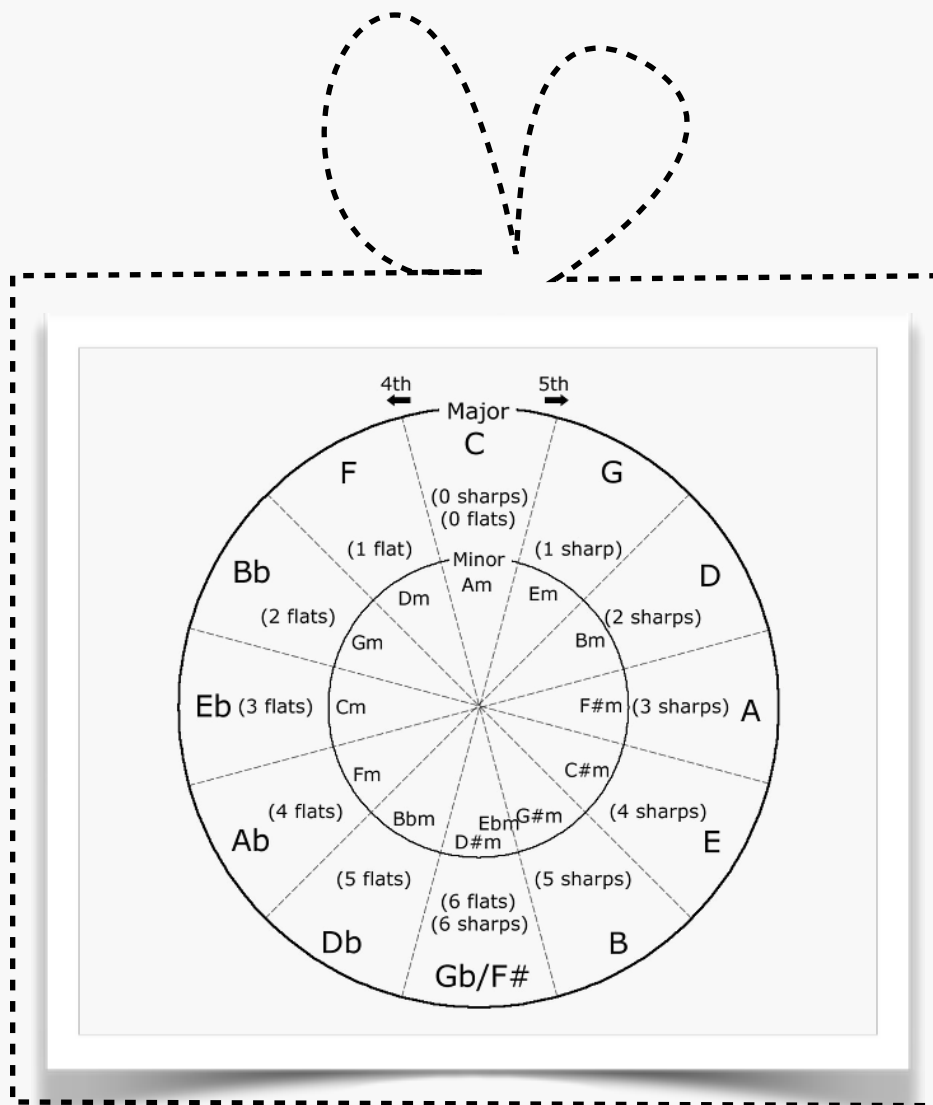 4th
5th
Major
C
F
G
(0 sharps)
(0 flats)
(1 flat)
(1 sharp)
Minor
Am
Bb
D
Dm
Em
(2 flats)
(2 sharps)
Gm
Bm
Eb (3 flats)
Cm
F#m
(3 sharps) A
Fm
C#m
(4 flats)
(4 sharps)
Ab
E
Bbm
Ebm
G#m
D#m
(5 flats)
(5 sharps)
(6 flats)
(6 sharps)
Db
B
Gb/F#